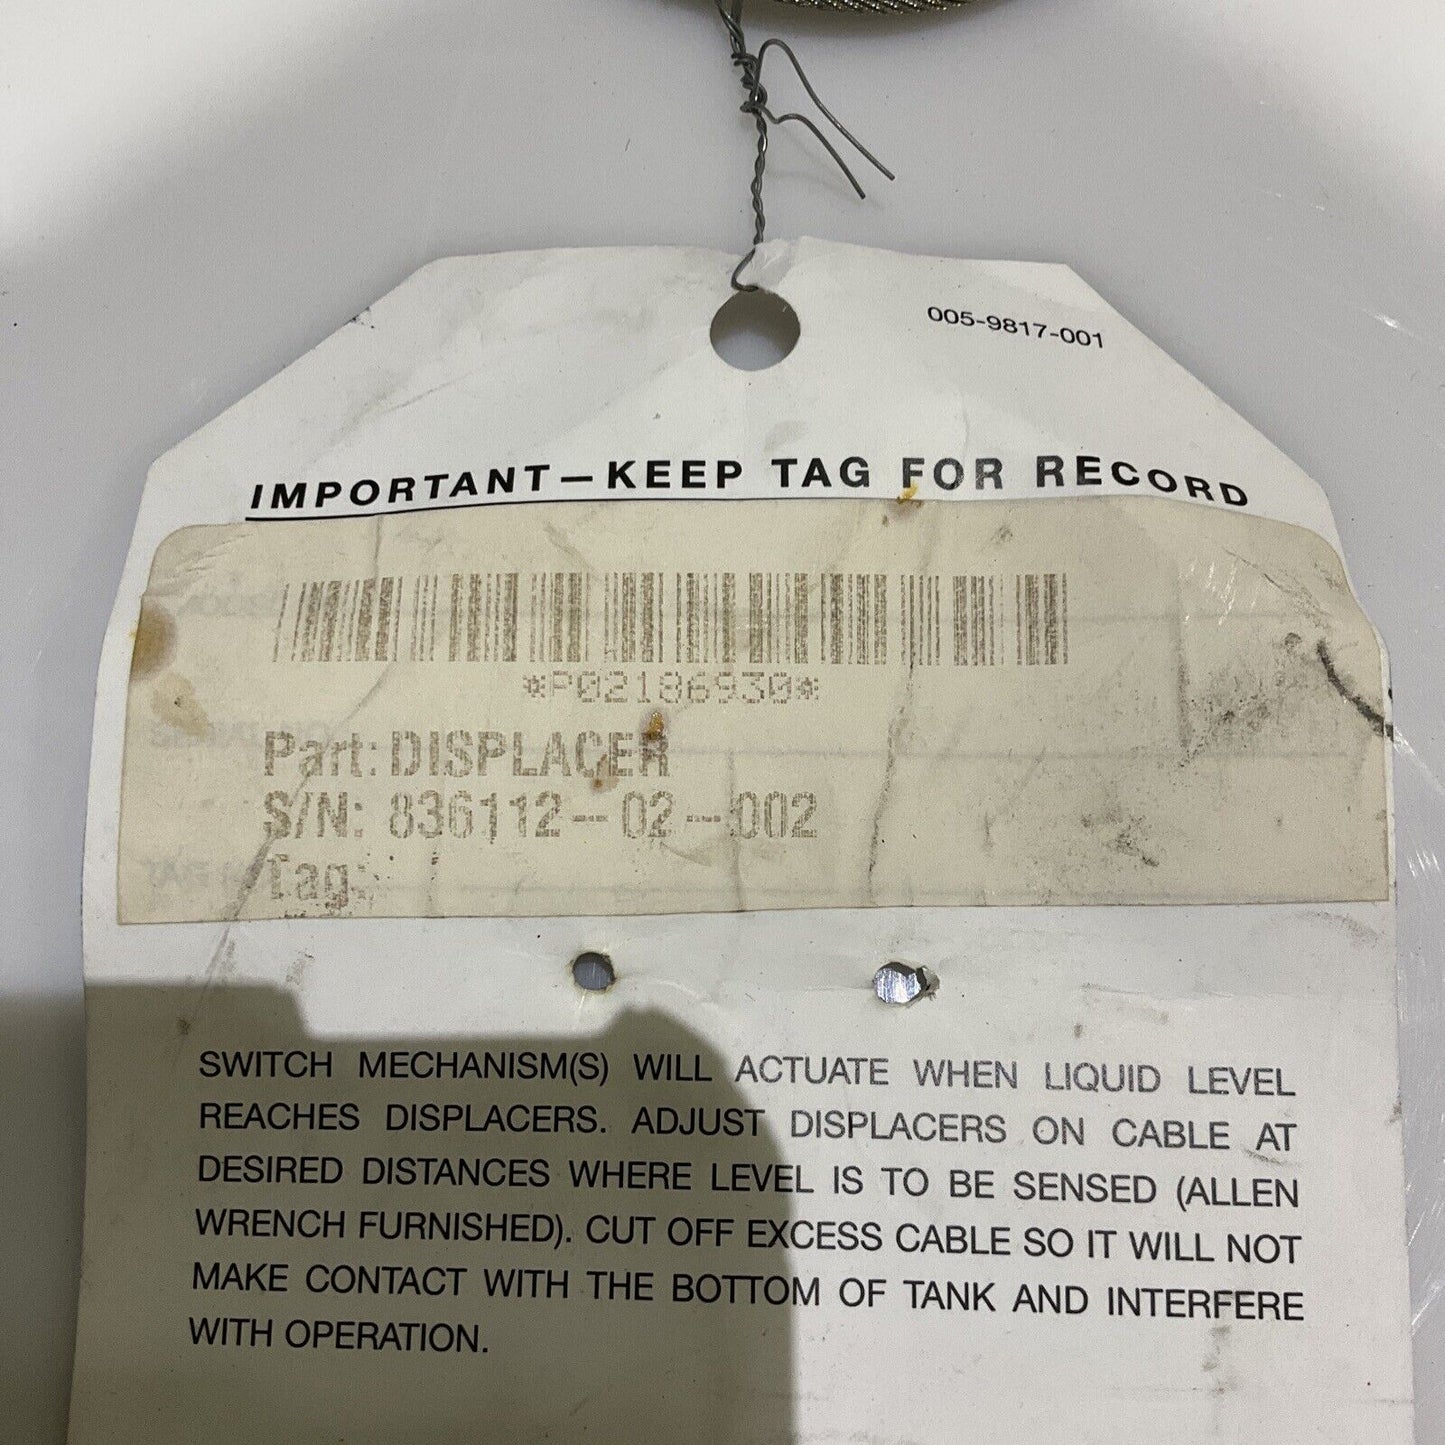 005-9817-001
IMPORTANT—KEEP TAG FOR RECORD
*P02186930*
Part: DISPLACER
S/N: 836112-02-002
Tag:
TAG
SWITCH MECHANISM(S) WILL ACTUATE WHEN LIQUID LEVEL
REACHES DISPLACERS. ADJUST DISPLACERS ON CABLE AT
DESIRED DISTANCES WHERE LEVEL IS TO BE SENSED (ALLEN
WRENCH FURNISHED). CUT OFF EXCESS CABLE SO IT WILL NOT
MAKE CONTACT WITH THE BOTTOM OF TANK AND INTERFERE
WITH OPERATION.